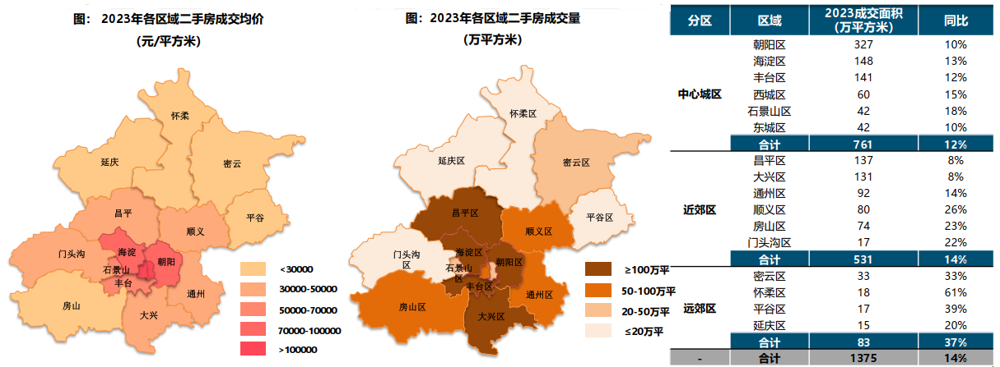 图： 2023年各区域二手房成交均价
（元/平方米）
怀柔
延庆
密云
昌平
平谷
顺义
门头沟
海淀
朝阳
石景山
丰台
通州
房山
大兴
<30000
30000-50000
50000-70000
70000-100000
>100000
图：2023年各区域二手房成交量
（万平方米）
怀柔区
延庆区
密云区
昌平区
平谷区
顺义区
门头沟
区
海淀区
朝阳区
石景山
区
丰台区
通州区
房山区
大兴区
≥100万平
50-100万平
20-50万平
≤20万平
分区 区域 2023成交面积 同比
（万平方米）
中心城区
朝阳区 327 10%
海淀区 148 13%
丰台区 141 12%
西城区 60 15%
石景山区 42 18%
东城区 42 10%
合计 761 12%
近郊区
昌平区 137 8%
大兴区 131 8%
通州区 92 14%
顺义区 80 26%
房山区 74 23%
门头沟区 17 22%
合计 531 14%
远郊区
密云区 33 33%
怀柔区 18 61%
平谷区 17 39%
延庆区 15 20%
合计 83 37%
- 合计 1375 14%